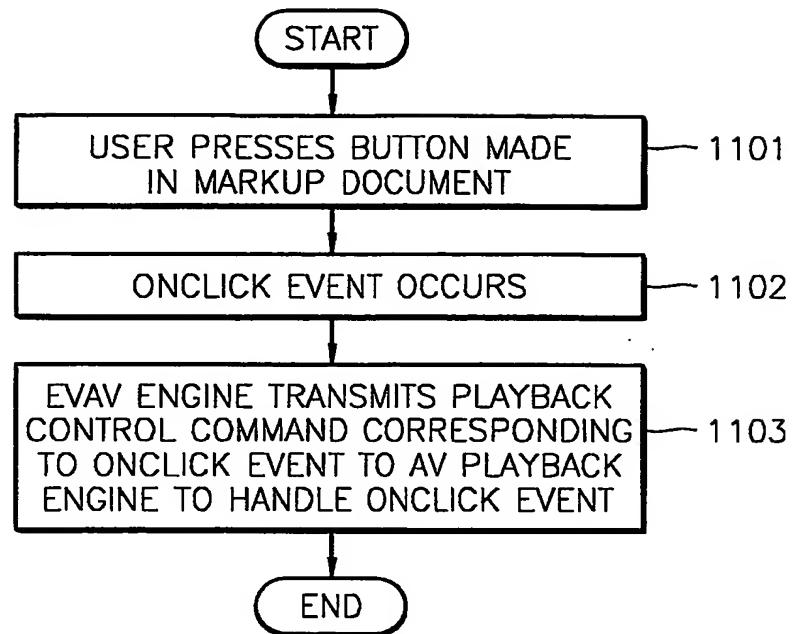 START
USER PRESSES BUTTON MADE
IN MARKUP DOCUMENT
1101
ONCLICK EVENT OCCURS
1102
EVAV ENGINE TRANSMITS PLAYBACK
CONTROL COMMAND CORRESPONDING
TO ONCLICK EVENT TO AV PLAYBACK
ENGINE TO HANDLE ONCLICK EVENT
1103
END